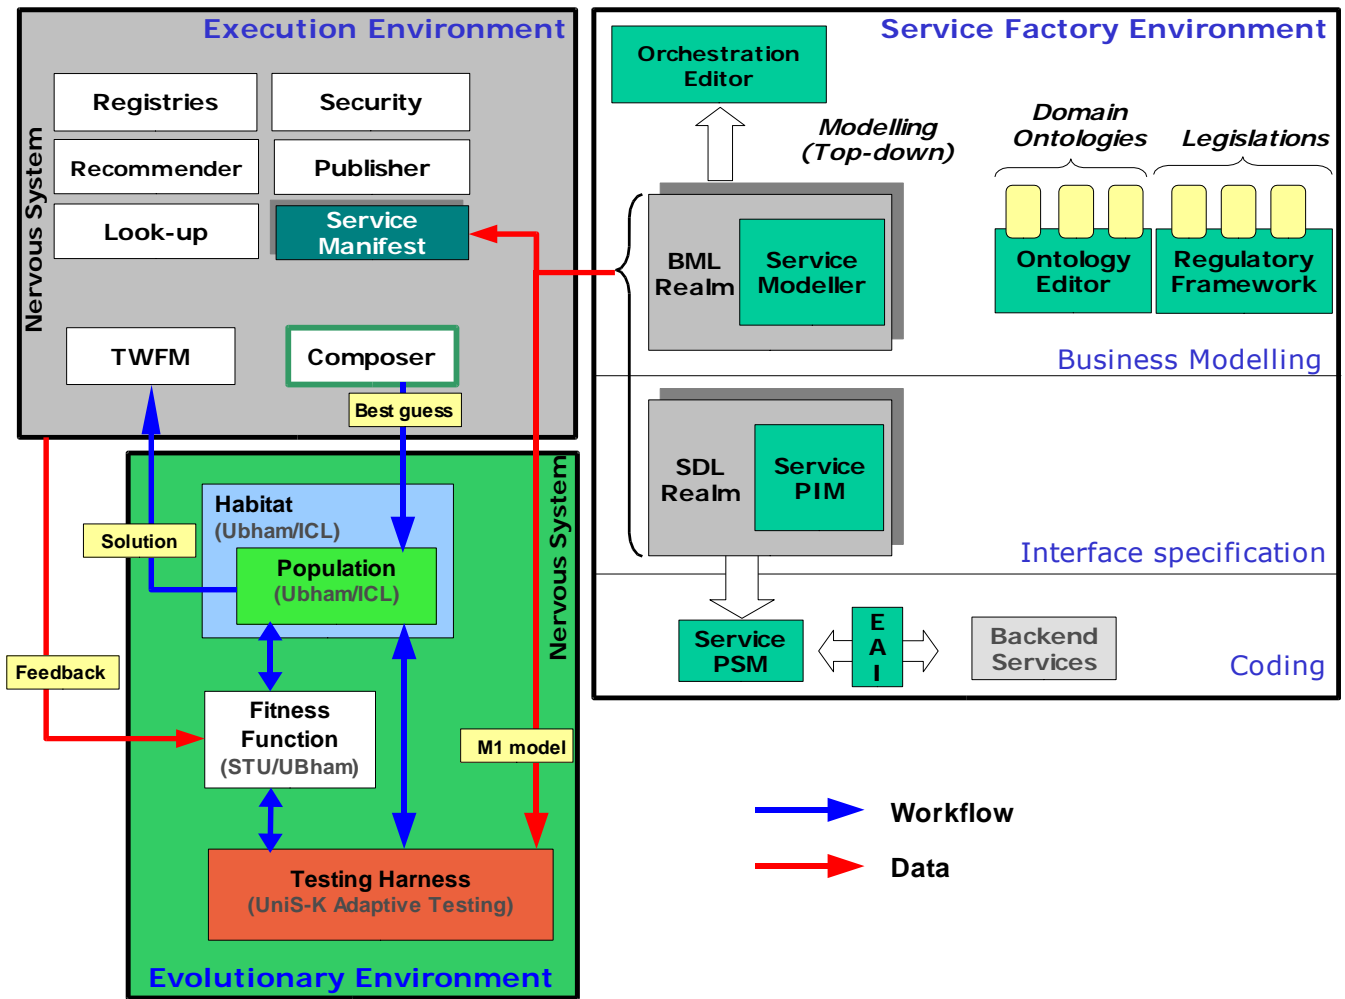 Execution Environment
Registries
Security
Recommender
Publisher
Look-up
Service
Manifest
Nervous System
TWFM
Composer
Best guess
Solution
Feedback
Habitat
(Ubham/ICL)
Population
(Ubham/ICL)
Nervous System
Fitness
Function
(STU/UBham)
M1 model
Testing Harness
(UniS-K Adaptive Testing)
Evolutionary Environment
Service Factory Environment
Orchestration
Editor
Modelling
(Top-down)
Domain
Ontologies
Legislations
BML
Realm
Service
Modeller
Ontology
Editor
Regulatory
Framework
Business Modelling
SDL
Realm
Service
PIM
Interface specification
Service
PSM
E
A
I
Backend
Services
Coding
Workflow
Data